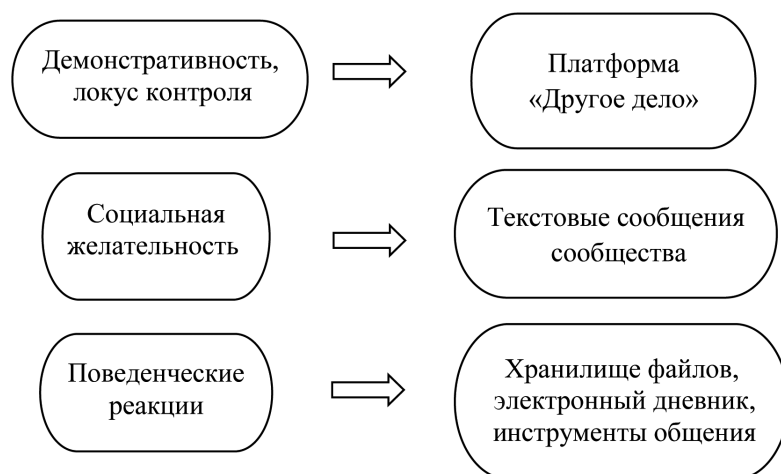 Демонстративность,
локус контроля
Платформа
«Другое дело»
Социальная
желательность
Текстовые сообщения
сообщества
Поведенческие
реакции
Хранилище файлов,
электронный дневник,
инструменты общения